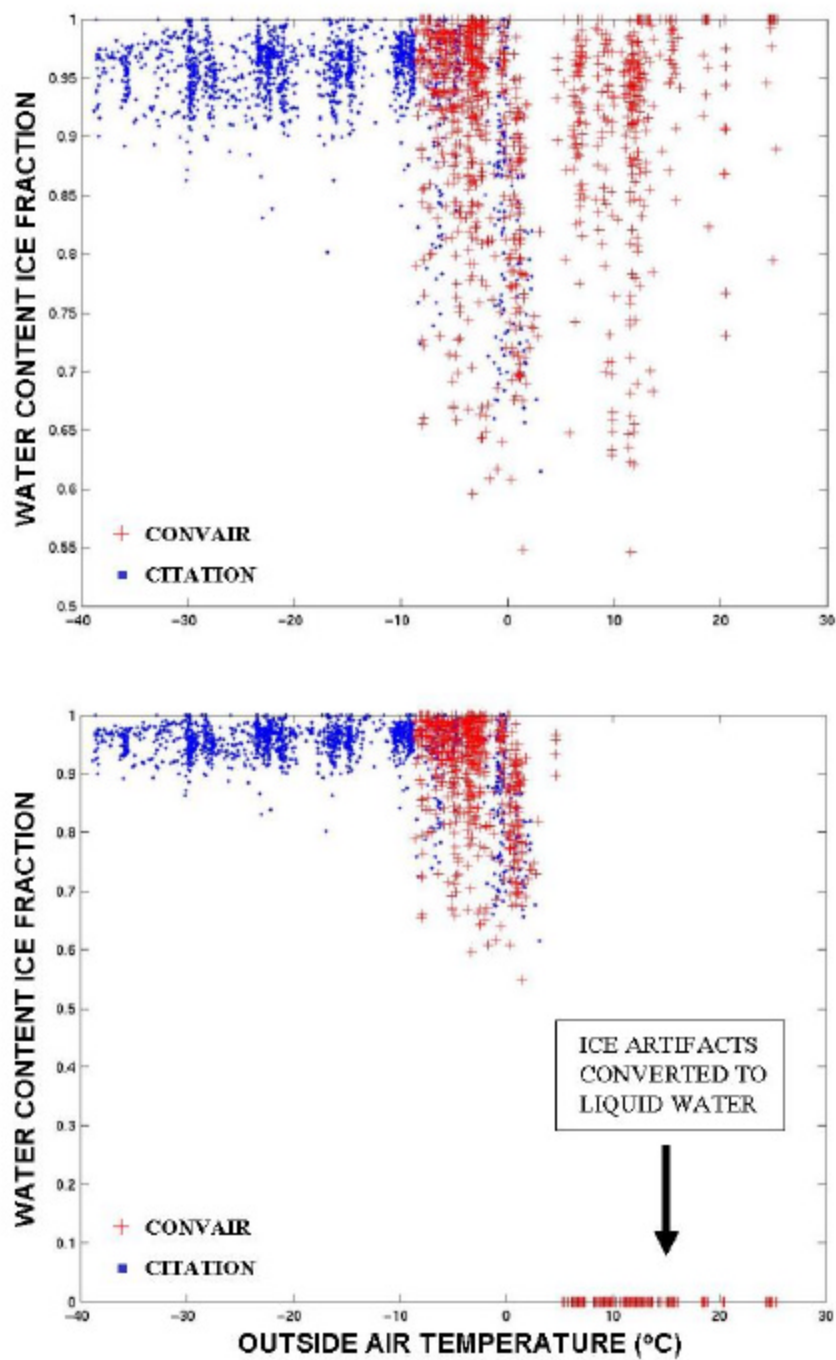 WATER CONTENT ICE FRACTION
1
0.95
0.9
0.85
0.8
0.75
0.7
0.65
0.6
0.55
0.5
CONVAIR
CITATION
−40 −30 −20 −10 0 10 20 30
WATER CONTENT ICE FRACTION
1
0.9
0.8
0.7
0.6
0.5
0.4
0.3
0.2
0.1
0
ICE ARTIFACTS
CONVERTED TO
LIQUID WATER
CONVAIR
CITATION
−40 −30 −20 −10 0 10 20 30
OUTSIDE AIR TEMPERATURE (ºC)